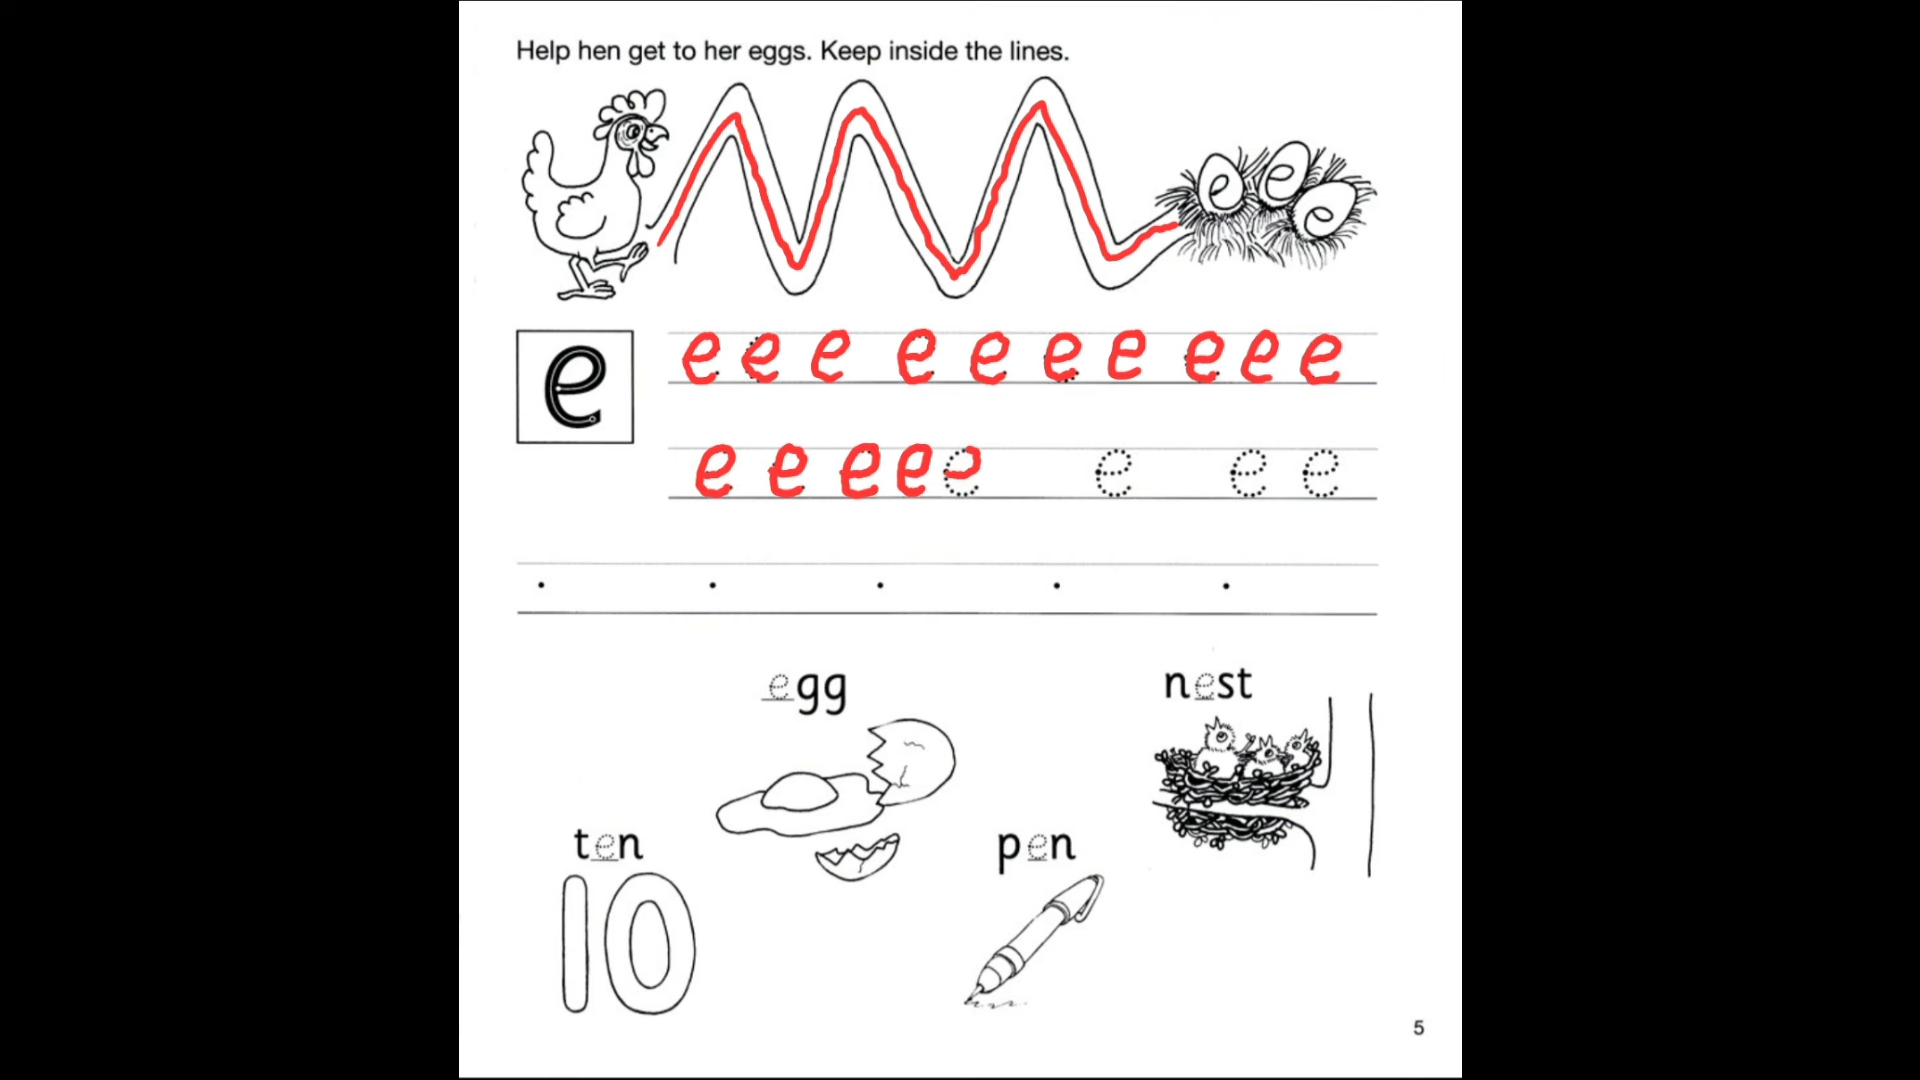 Help hen get to her eggs. Keep inside the lines.
e e e
e e e e e e e e e e e
e e e e e e e e
egg
nest
ten
pen
10
5